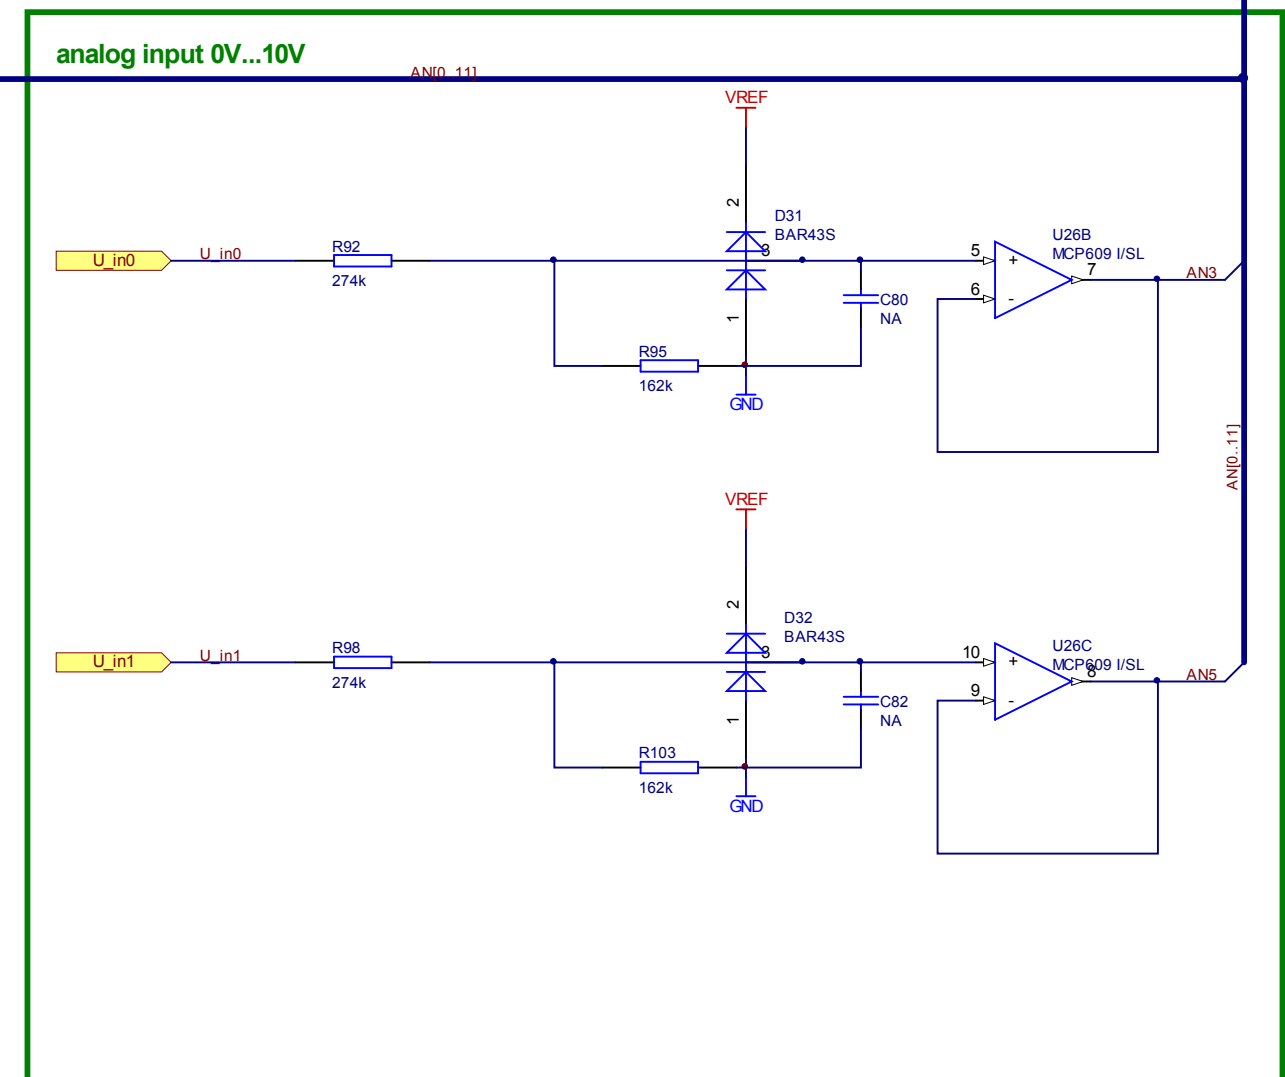 analog input 0V...10V
AN[0..11]
VREF
2
D31
BAR43S
3
U_in0
U_in0
R92
274k
5
6
+
-
U26B
MCP609 I/SL
7
AN3
C80
NA
1
R95
162k
GND
AN[0..11]
VREF
2
D32
BAR43S
3
U_in1
U_in1
R98
274k
10
9
+
-
U26C
MCP609 I/SL
8
AN5
C82
NA
1
R103
162k
GND